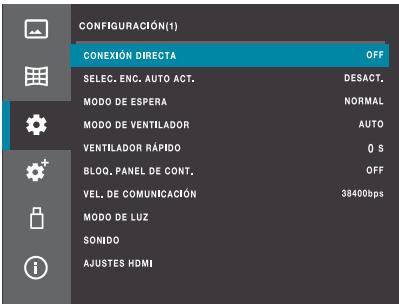 CONFIGURACIÓN(1)
CONEXIÓN DIRECTA OFF
SELEC. ENC. AUTO ACT. DESACT.
MODO DE ESPERA NORMAL
MODO DE VENTILADOR AUTO
VENTILADOR RÁPIDO 0 S
BLOQ. PANEL DE CONT. OFF
VEL. DE COMUNICACIÓN 38400bps
MODO DE LUZ
SONIDO
AJUSTES HDMI